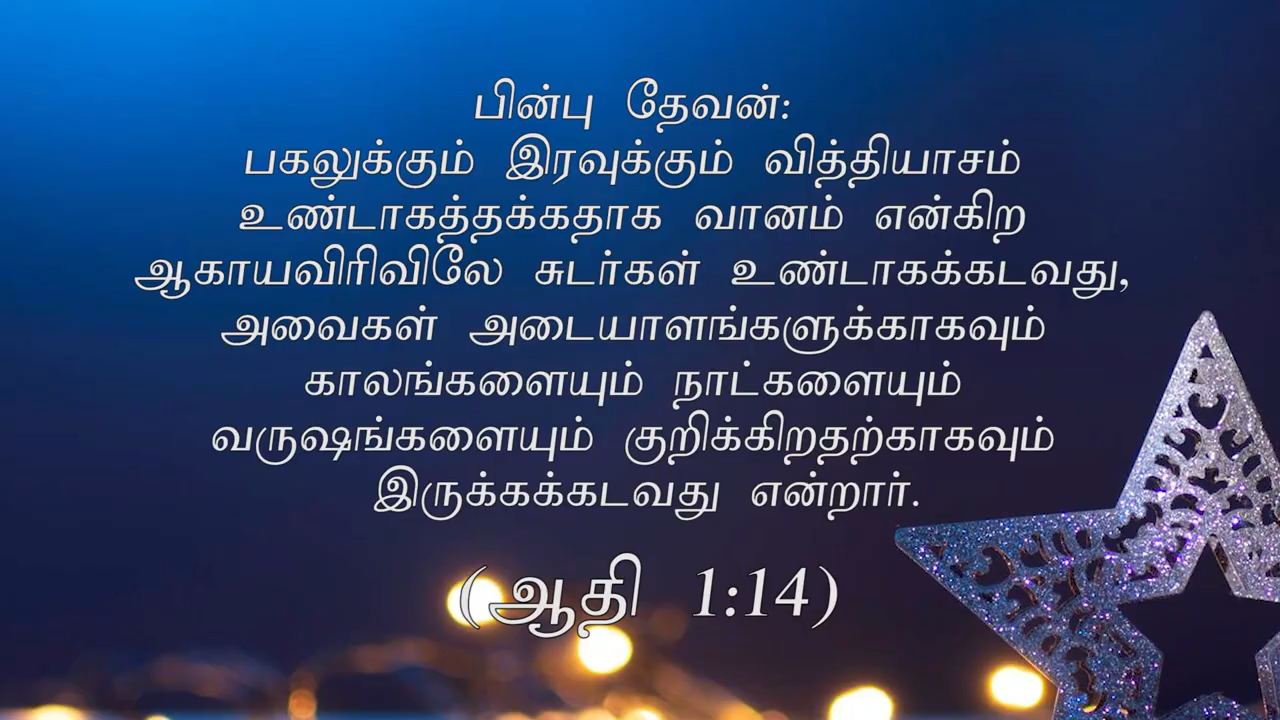 பின்பு தேவன்:
பகலுக்கும் இரவுக்கும் வித்தியாசம்
உண்டாகத்தக்கதாக வானம் என்கிற
ஆகாயவிரிவிலே சுடர்கள் உண்டாகக்கடவது,
அவைகள் அடையாளங்களுக்காகவும்
காலங்களையும் நாட்களையும்
வருஷங்களையும் குறிக்கிறதற்காகவும்
இருக்கக்கடவது என்றார்.
(ஆதி 1:14)